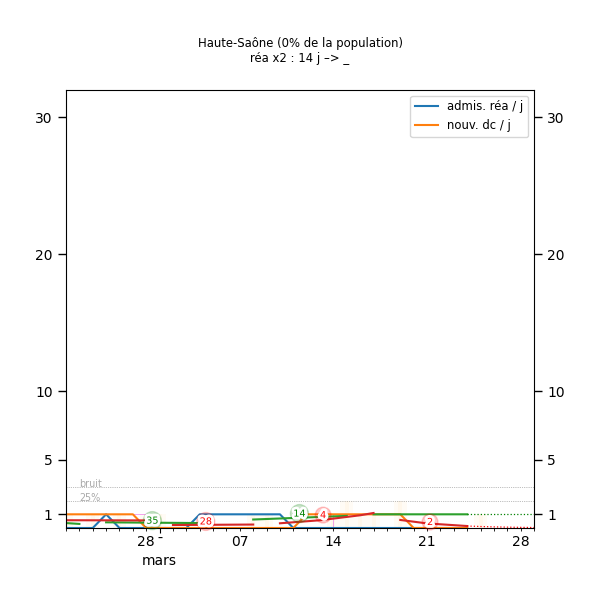 Haute-Saône (0% de la population)
réa x2 : 14 j –> _
admis. réa / j
nouv. dc / j
30 30
20 20
10 10
5 5
bruit
25%
1 35 28 14 4 2 1
28 - 07 14 21 28
mars